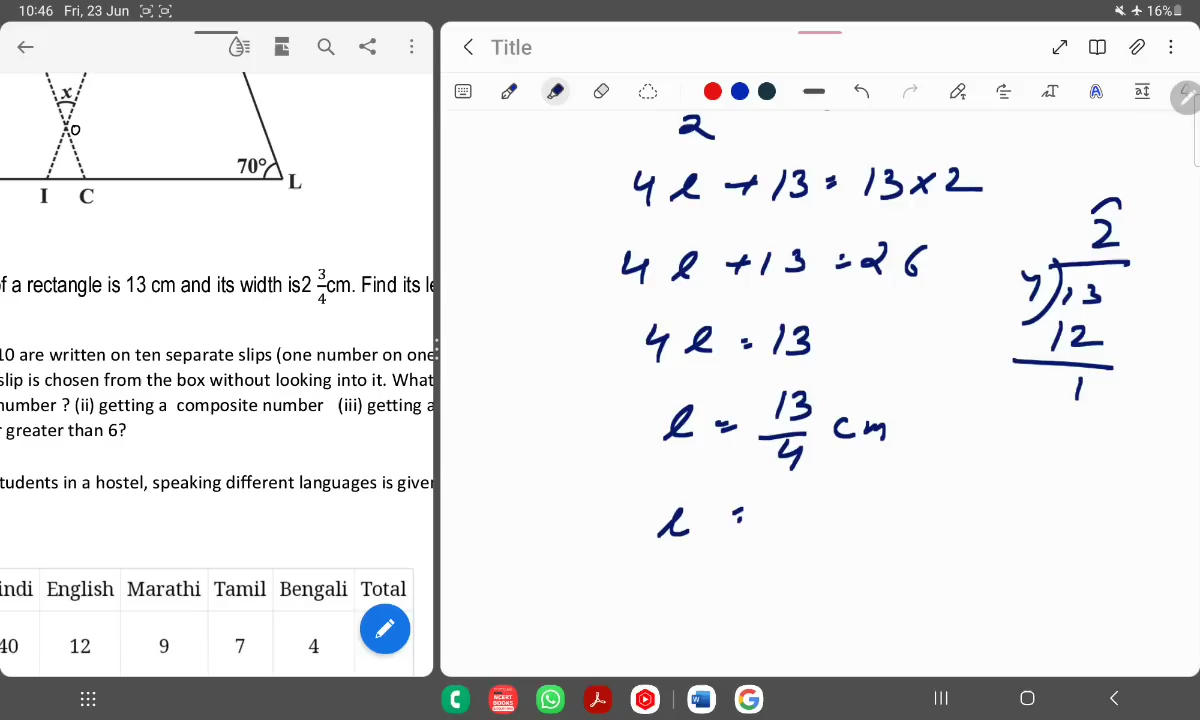 10:46 Fri, 23 Jun
16%
Title
x
O
70°
I C
L
f a rectangle is 13 cm and its width is2 3/4cm. Find its le
10 are written on ten separate slips (one number on one
slip is chosen from the box without looking into it. What
number ? (ii) getting a composite number (iii) getting a
r greater than 6?
tudents in a hostel, speaking different languages is give
indi English Marathi Tamil Bengali Total
40 12 9 7 4
2
4l + 13 = 13 × 2
4l + 13 = 26
4l = 13
l = 13/4 cm
l =
2
4)13
12
1